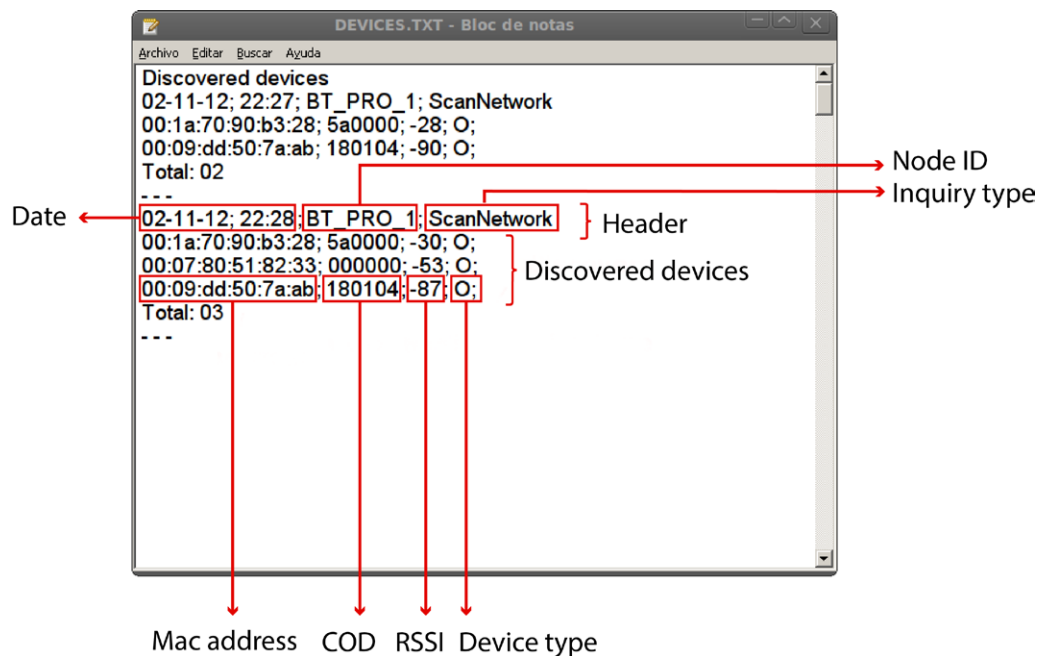 DEVICES.TXT - Bloc de notas
Archivo Editar Buscar Ayuda
Discovered devices
02-11-12; 22:27; BT_PRO_1; ScanNetwork
00:1a:70:90:b3:28; 5a0000; -28; O;
00:09:dd:50:7a:ab; 180104; -90; O;
Total: 02
- - -
02-11-12; 22:28; BT_PRO_1; ScanNetwork
00:1a:70:90:b3:28; 5a0000; -30; O;
00:07:80:51:82:33; 000000; -53; O;
00:09:dd:50:7a:ab; 180104; -87; O;
Total: 03
- - -
Node ID
Inquiry type
Date
Header
Discovered devices
Mac address COD RSSI Device type